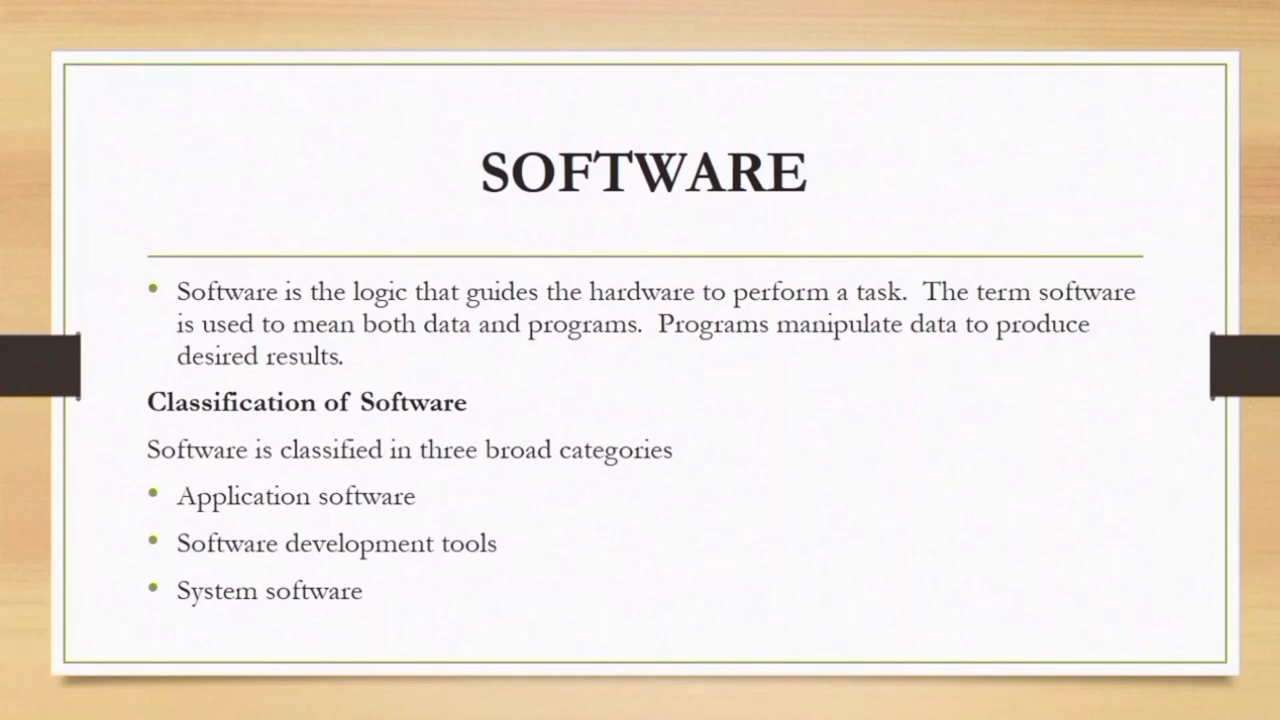 SOFTWARE
• Software is the logic that guides the hardware to perform a task.  The term software
is used to mean both data and programs.  Programs manipulate data to produce
desired results.
Classification of Software
Software is classified in three broad categories
• Application software
• Software development tools
• System software